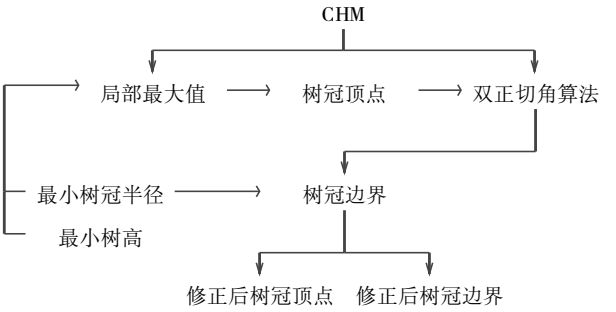 CHM
局部最大值
树冠顶点
双正切角算法
最小树冠半径
树冠边界
最小树高
修正后树冠顶点
修正后树冠边界